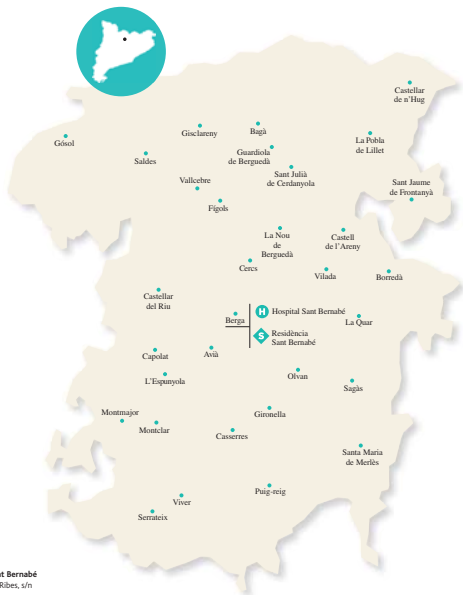 Castellar
de n'Hug
Gósol
Gisclareny
Bagà
La Pobla
de Lillet
Saldes
Guardiola
de Berguedà
Sant Julià
de Cerdanyola
Vallcebre
Sant Jaume
de Frontanyà
Fígols
La Nou
de
Berguedà
Castell
de l'Areny
Cercs
Vilada
Borredà
Castellar
del Riu
Berga
H Hospital Sant Bernabé
S Residència
Sant Bernabé
La Quar
Capolat
Avià
L'Espunyola
Olvan
Sagàs
Montmajor
Montclar
Gironella
Casserres
Santa Maria
de Merlès
Puig-reig
Viver
Serrateix
Bernabé
Ribes, s/n